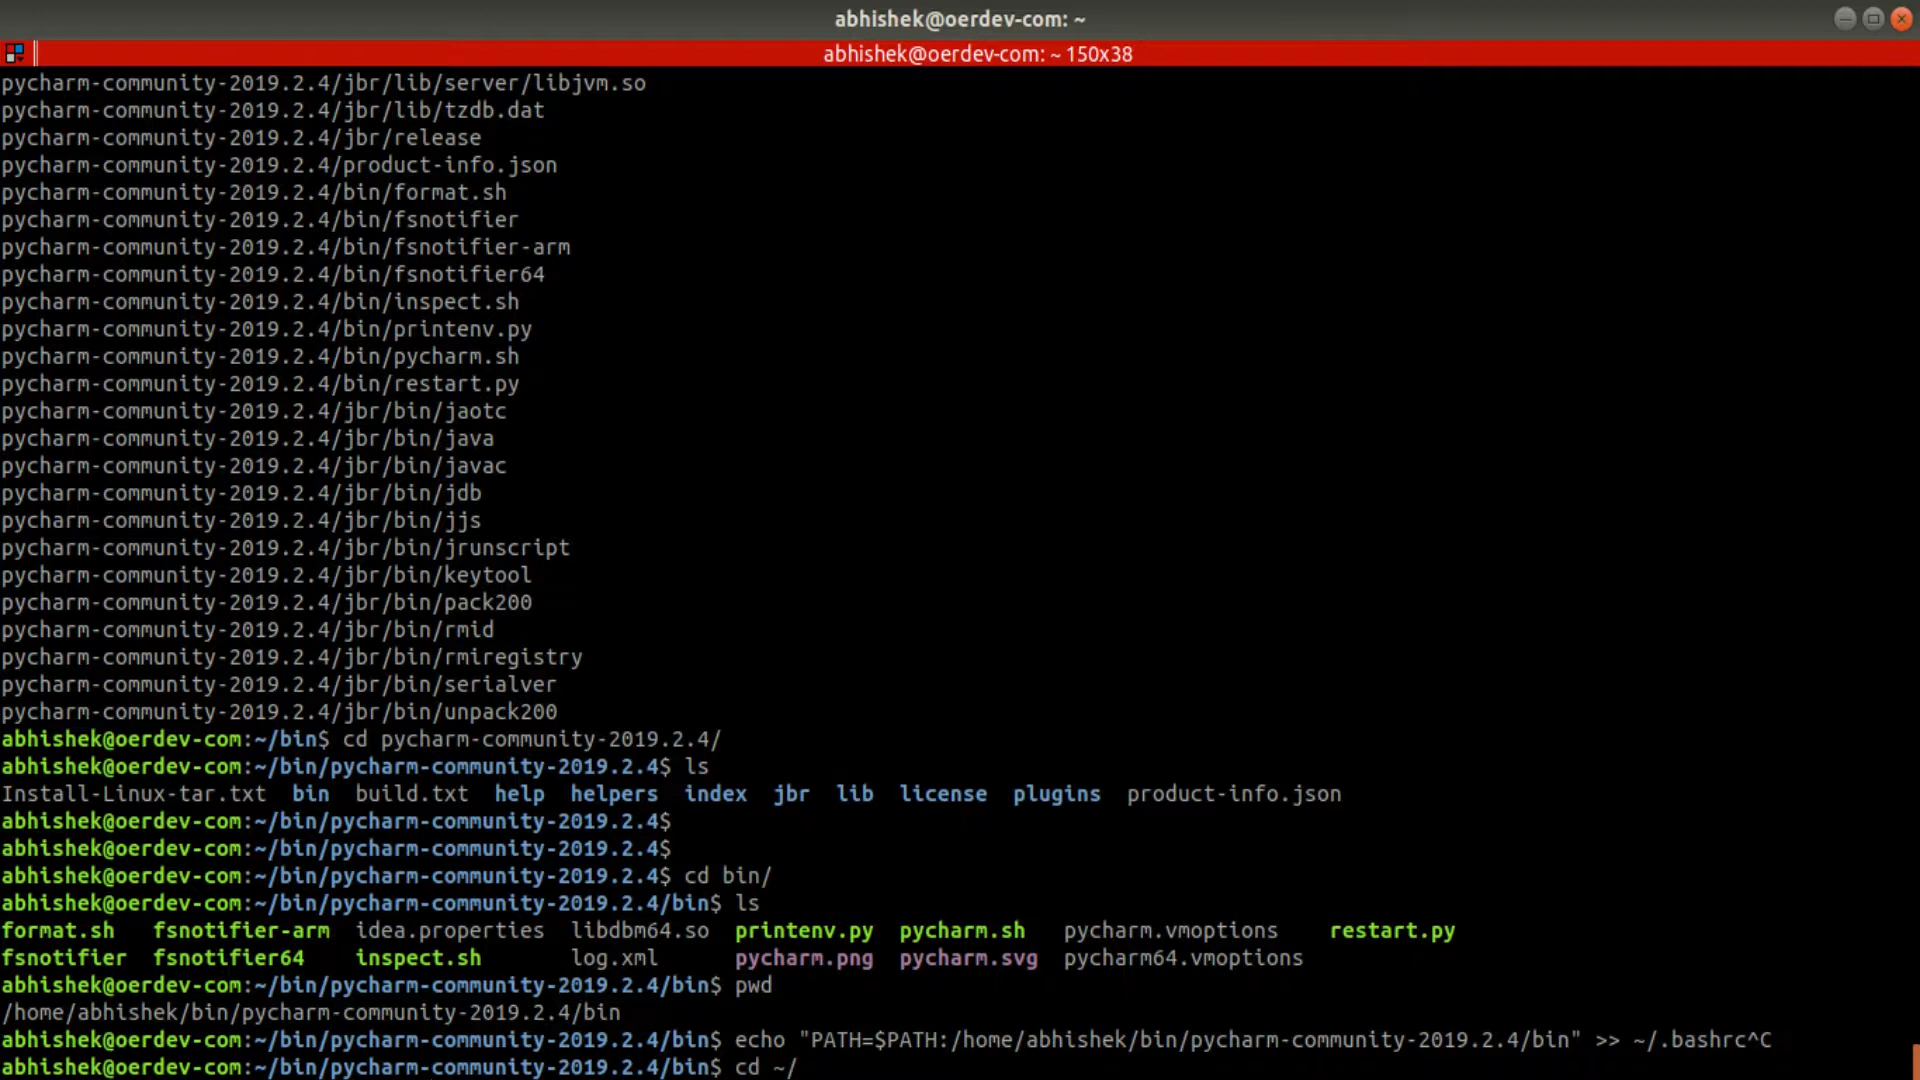 abhishek@oerdev-com: ~
abhishek@oerdev-com: ~ 150x38
pycharm-community-2019.2.4/jbr/lib/server/libjvm.so
pycharm-community-2019.2.4/jbr/lib/tzdb.dat
pycharm-community-2019.2.4/jbr/release
pycharm-community-2019.2.4/product-info.json
pycharm-community-2019.2.4/bin/format.sh
pycharm-community-2019.2.4/bin/fsnotifier
pycharm-community-2019.2.4/bin/fsnotifier-arm
pycharm-community-2019.2.4/bin/fsnotifier64
pycharm-community-2019.2.4/bin/inspect.sh
pycharm-community-2019.2.4/bin/printenv.py
pycharm-community-2019.2.4/bin/pycharm.sh
pycharm-community-2019.2.4/bin/restart.py
pycharm-community-2019.2.4/jbr/bin/jaotc
pycharm-community-2019.2.4/jbr/bin/java
pycharm-community-2019.2.4/jbr/bin/javac
pycharm-community-2019.2.4/jbr/bin/jdb
pycharm-community-2019.2.4/jbr/bin/jjs
pycharm-community-2019.2.4/jbr/bin/jrunscript
pycharm-community-2019.2.4/jbr/bin/keytool
pycharm-community-2019.2.4/jbr/bin/pack200
pycharm-community-2019.2.4/jbr/bin/rmid
pycharm-community-2019.2.4/jbr/bin/rmiregistry
pycharm-community-2019.2.4/jbr/bin/serialver
pycharm-community-2019.2.4/jbr/bin/unpack200
abhishek@oerdev-com:~/bin$ cd pycharm-community-2019.2.4/
abhishek@oerdev-com:~/bin/pycharm-community-2019.2.4$ ls
Install-Linux-tar.txt  bin  build.txt  help  helpers  index  jbr  lib  license  plugins  product-info.json
abhishek@oerdev-com:~/bin/pycharm-community-2019.2.4$
abhishek@oerdev-com:~/bin/pycharm-community-2019.2.4$
abhishek@oerdev-com:~/bin/pycharm-community-2019.2.4$ cd bin/
abhishek@oerdev-com:~/bin/pycharm-community-2019.2.4/bin$ ls
format.sh   fsnotifier-arm  idea.properties  libdbm64.so  printenv.py  pycharm.sh   pycharm.vmoptions    restart.py
fsnotifier  fsnotifier64    inspect.sh       log.xml      pycharm.png  pycharm.svg  pycharm64.vmoptions
abhishek@oerdev-com:~/bin/pycharm-community-2019.2.4/bin$ pwd
/home/abhishek/bin/pycharm-community-2019.2.4/bin
abhishek@oerdev-com:~/bin/pycharm-community-2019.2.4/bin$ echo "PATH=$PATH:/home/abhishek/bin/pycharm-community-2019.2.4/bin" >> ~/.bashrc^C
abhishek@oerdev-com:~/bin/pycharm-community-2019.2.4/bin$ cd ~/